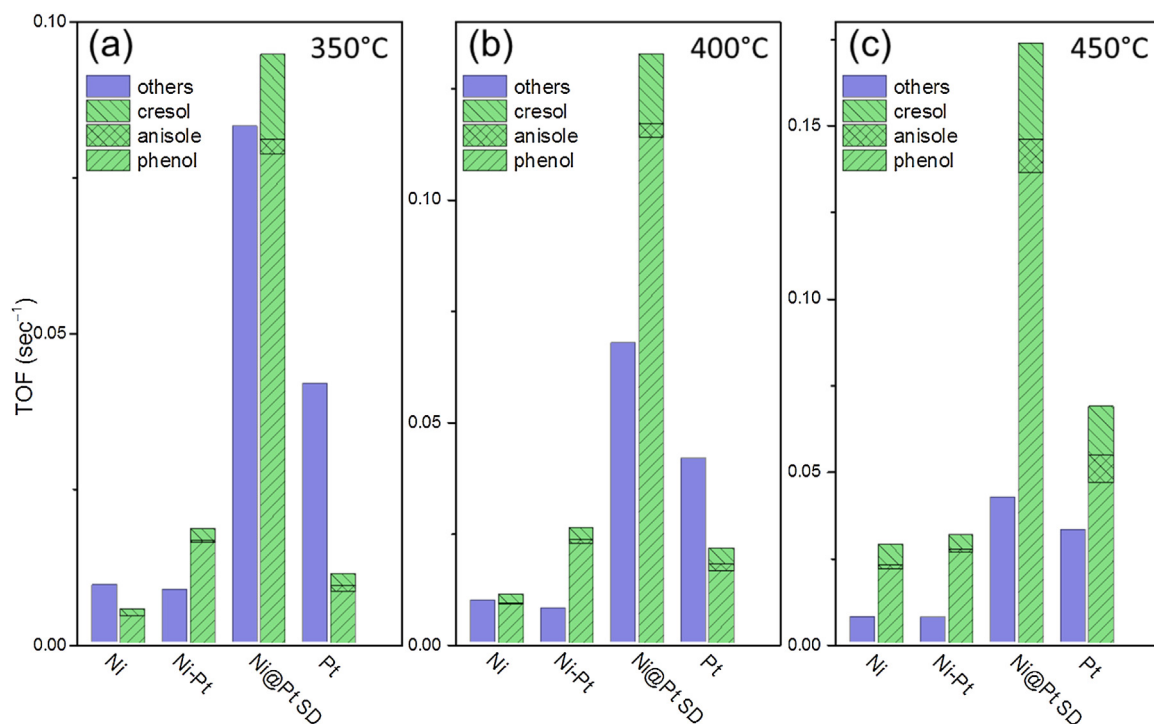 TOF (sec⁻¹)
0.10
0.05
0.00
(a)
350°C
others
cresol
anisole
phenol
Ni
Ni-Pt
Ni@Pt SD
Pt
0.10
0.05
0.00
(b)
400°C
others
cresol
anisole
phenol
Ni
Ni-Pt
Ni@Pt SD
Pt
0.15
0.10
0.05
0.00
(c)
450°C
others
cresol
anisole
phenol
Ni
Ni-Pt
Ni@Pt SD
Pt